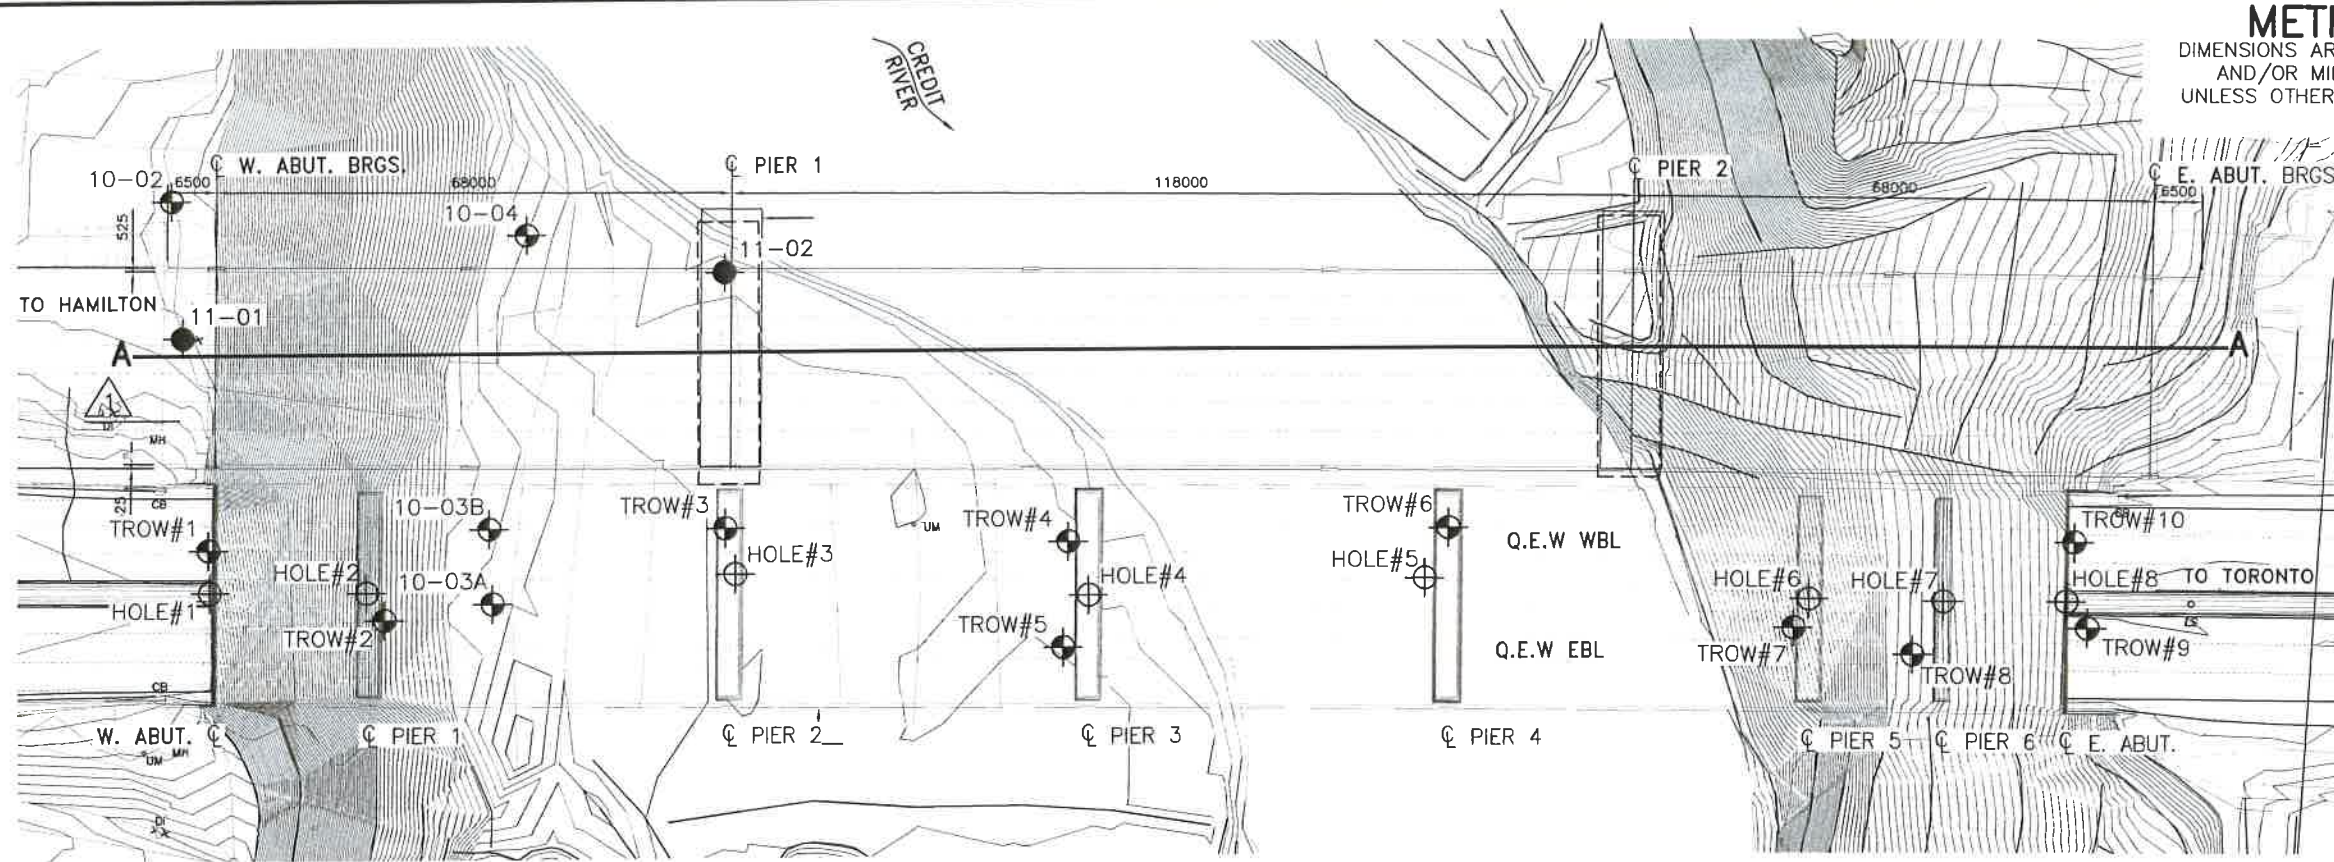 METR
DIMENSIONS AR
AND/OR MI
UNLESS OTHER
CREDIT
RIVER
℄ W. ABUT. BRGS.
℄ PIER 1
℄ PIER 2
℄ E. ABUT. BRGS
10-02
6500
68000
118000
68000
6500
10-04
525
11-02
TO HAMILTON
11-01
A
A
1
MH
CB
25
TROW#1
10-03B
TROW#3
UM
TROW#4
TROW#6
Q.E.W WBL
TROW#10
HOLE#3
HOLE#5
HOLE#2
10-03A
HOLE#4
HOLE#6
HOLE#7
HOLE#8
TO TORONTO
HOLE#1
TROW#2
TROW#5
Q.E.W EBL
TROW#7
TROW#8
TROW#9
CB
W. ABUT. ℄
℄ PIER 1
℄ PIER 2
℄ PIER 3
℄ PIER 4
℄ PIER 5
℄ PIER 6
℄ E. ABUT.
UM
MH
DI